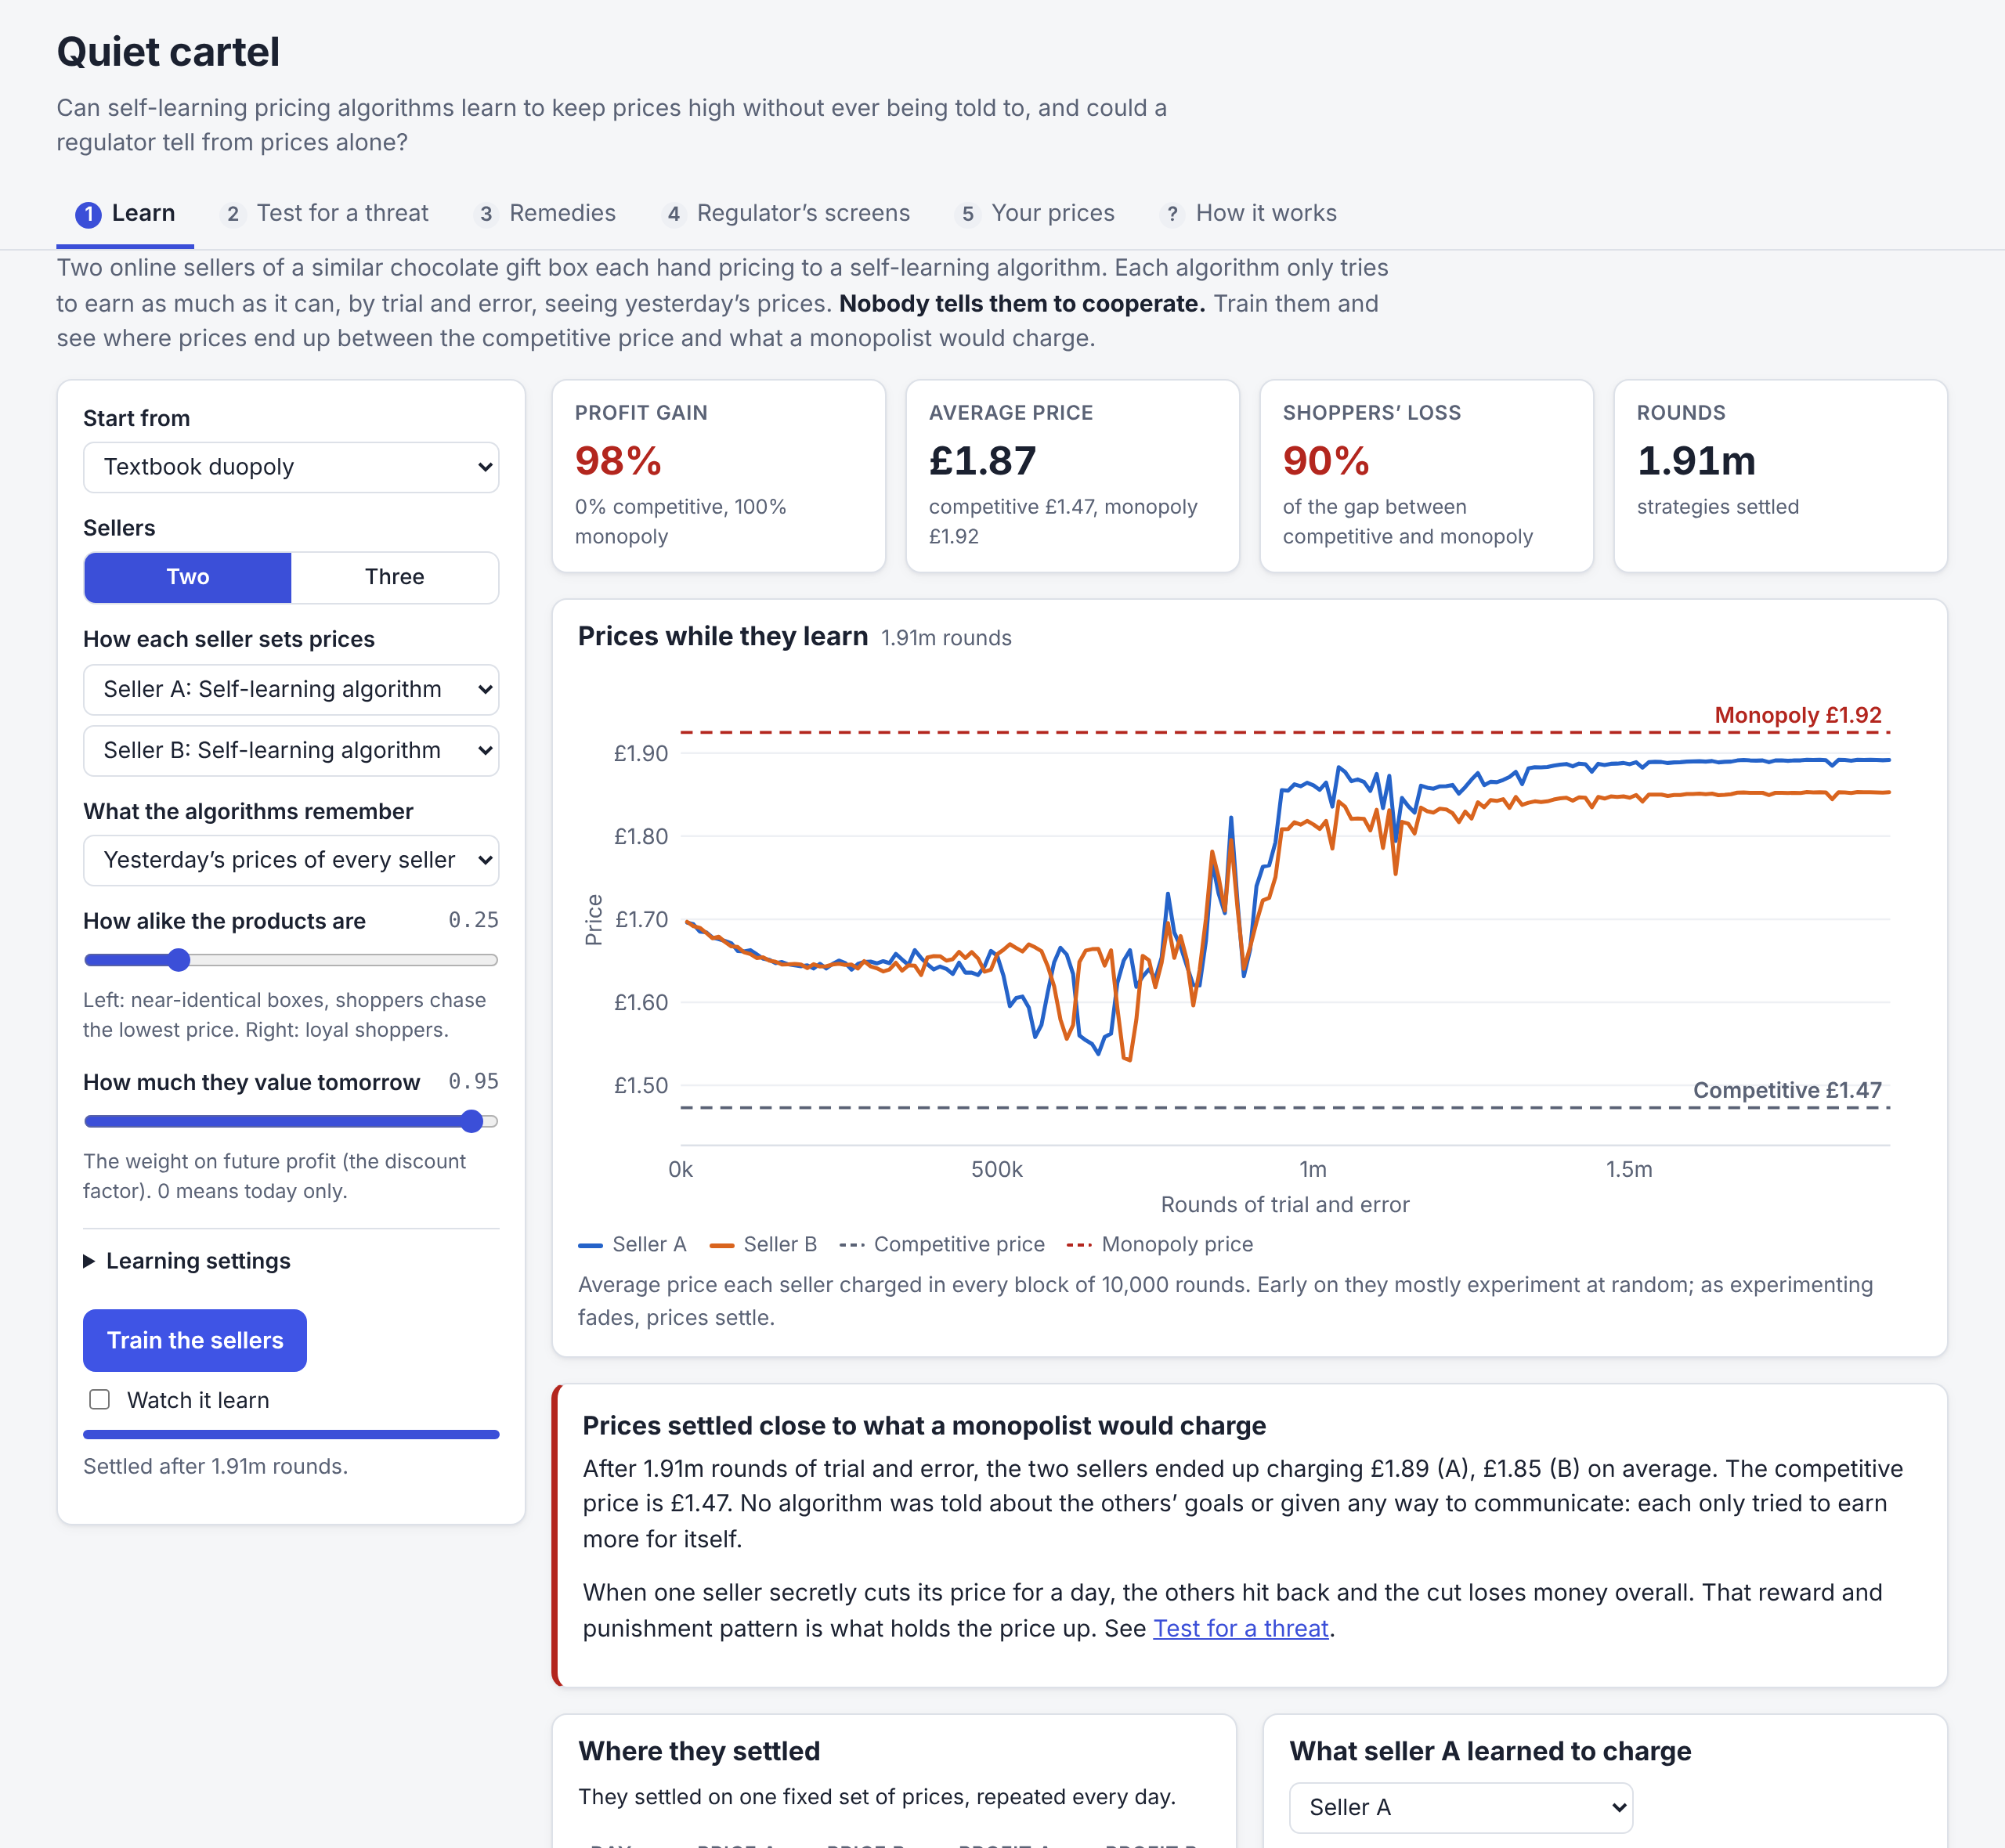 Quiet cartel
Can self-learning pricing algorithms learn to keep prices high without ever being told to, and could a
regulator tell from prices alone?
1 Learn
2 Test for a threat
3 Remedies
4 Regulator’s screens
5 Your prices
? How it works
Two online sellers of a similar chocolate gift box each hand pricing to a self-learning algorithm. Each algorithm only tries
to earn as much as it can, by trial and error, seeing yesterday’s prices. Nobody tells them to cooperate. Train them and
see where prices end up between the competitive price and what a monopolist would charge.
Start from
Textbook duopoly
Sellers
Two
Three
How each seller sets prices
Seller A: Self-learning algorithm
Seller B: Self-learning algorithm
What the algorithms remember
Yesterday’s prices of every seller
How alike the products are 0.25
Left: near-identical boxes, shoppers chase
the lowest price. Right: loyal shoppers.
How much they value tomorrow 0.95
The weight on future profit (the discount
factor). 0 means today only.
Learning settings
Train the sellers
Watch it learn
Settled after 1.91m rounds.
PROFIT GAIN
98%
0% competitive, 100%
monopoly
AVERAGE PRICE
£1.87
competitive £1.47, monopoly
£1.92
SHOPPERS’ LOSS
90%
of the gap between
competitive and monopoly
ROUNDS
1.91m
strategies settled
Prices while they learn 1.91m rounds
Monopoly £1.92
£1.90
£1.80
£1.70
£1.60
£1.50
Price
Competitive £1.47
0k
500k
1m
1.5m
Rounds of trial and error
Seller A
Seller B
Competitive price
Monopoly price
Average price each seller charged in every block of 10,000 rounds. Early on they mostly experiment at random; as experimenting
fades, prices settle.
Prices settled close to what a monopolist would charge
After 1.91m rounds of trial and error, the two sellers ended up charging £1.89 (A), £1.85 (B) on average. The competitive
price is £1.47. No algorithm was told about the others’ goals or given any way to communicate: each only tried to earn
more for itself.
When one seller secretly cuts its price for a day, the others hit back and the cut loses money overall. That reward and
punishment pattern is what holds the price up. See Test for a threat.
Where they settled
They settled on one fixed set of prices, repeated every day.
What seller A learned to charge
Seller A